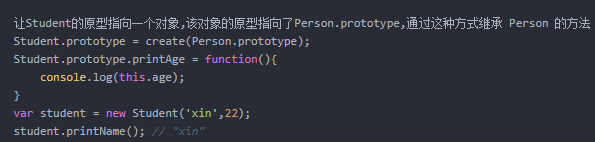 让Student的原型指向一个对象,该对象的原型指向了Person.prototype,通过这种方式继承 Person 的方法
Student.prototype = create(Person.prototype);
Student.prototype.printAge = function(){
    console.log(this.age);
}
var student = new Student('xin',22);
student.printName(); // "xin"